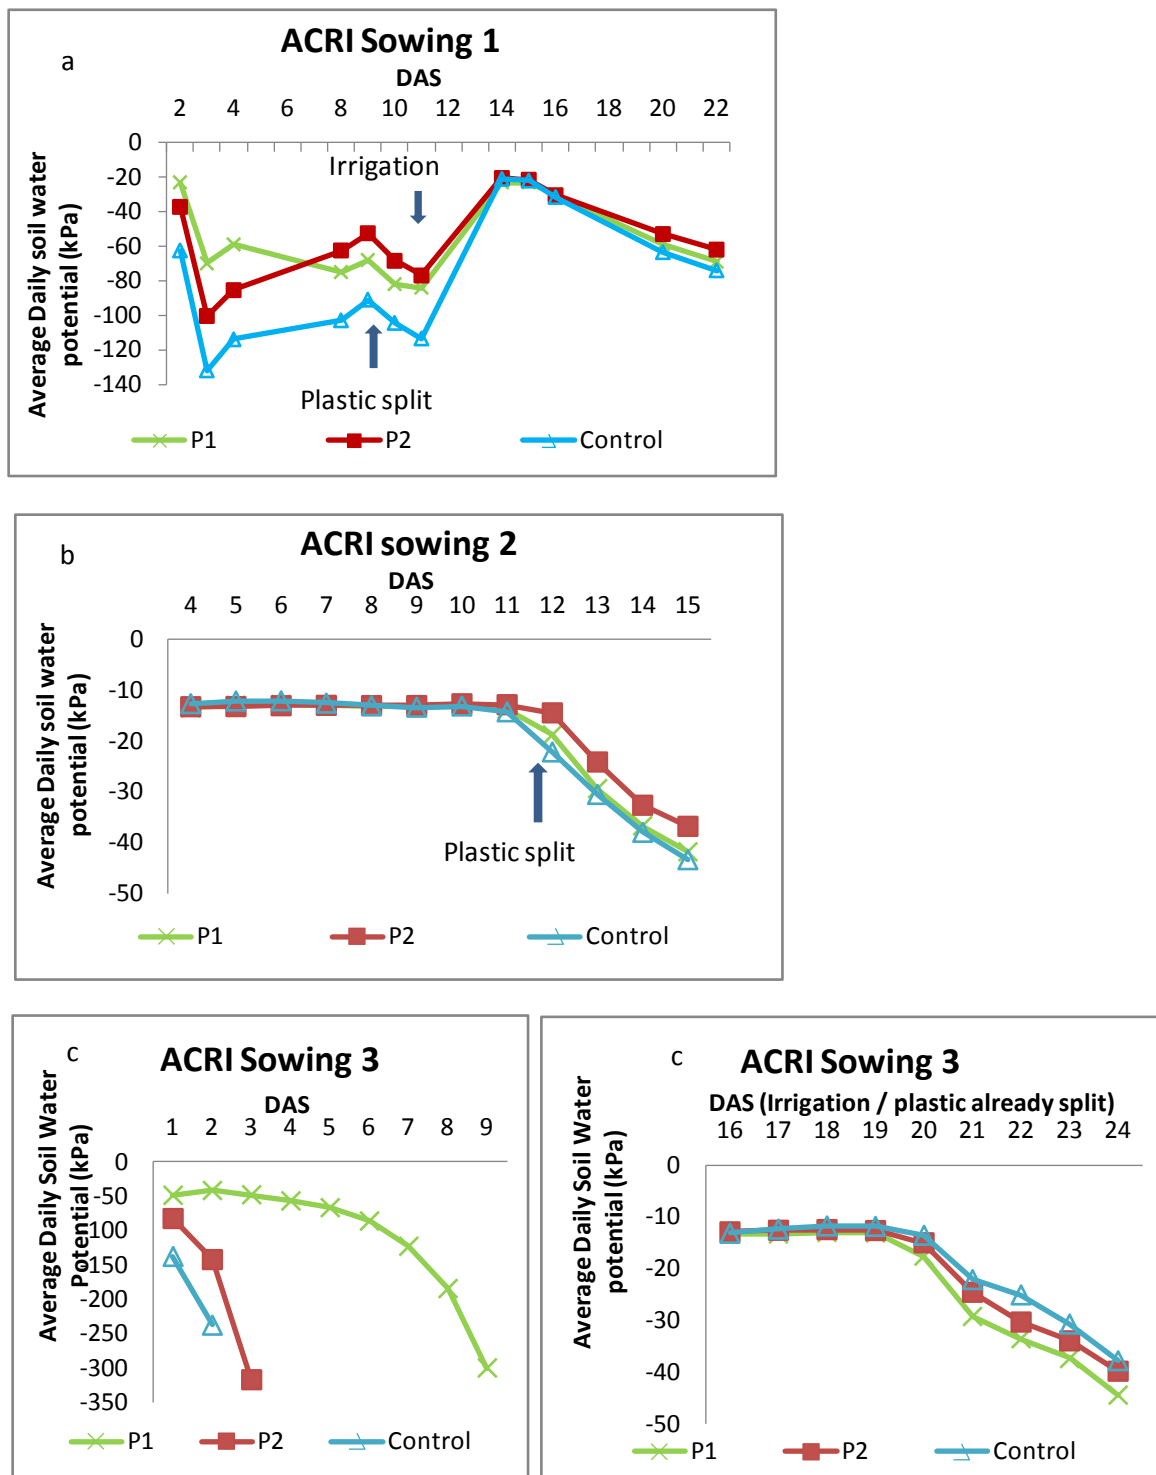 a
ACRI Sowing 1
DAS
2 4 8 10 12 14 16 20 22
Average Daily soil water
potential (kPa)
0
-20
-40
-60
-80
-100
-120
-140
Irrigation
Plastic split
P1 P2 Control
b
ACRI sowing 2
DAS
4 5 6 7 8 9 10 11 12 13 14 15
Average Daily soil water
potential (kPa)
0
-10
-20
-30
-40
-50
Plastic split
P1 P2 Control
c
ACRI Sowing 3
DAS
1 2 3 4 5 6 7 8 9
Average Daily Soil Water
Potential (kPa)
0
-50
-100
-150
-200
-250
-300
-350
P1 P2 Control
c
ACRI Sowing 3
DAS (Irrigation / plastic already split)
16 17 18 19 20 21 22 23 24
Average Daily Soil Water
potential (kPa)
0
-10
-20
-30
-40
-50
P1 P2 Control